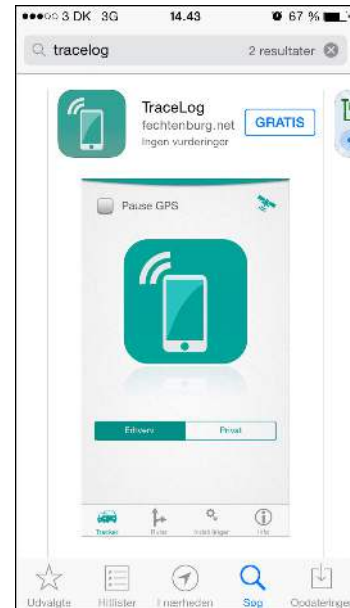 3 DK 3G 14.43 67 %
tracelog 2 resultater
TraceLog
fechtenburg.net
GRATIS
Ingen vurderinger
Pause GPS
Erhverv Privat
Tracker Ruter Indstillinger Info
Udvalgte Hitlister I nærheden Søg Opdateringer